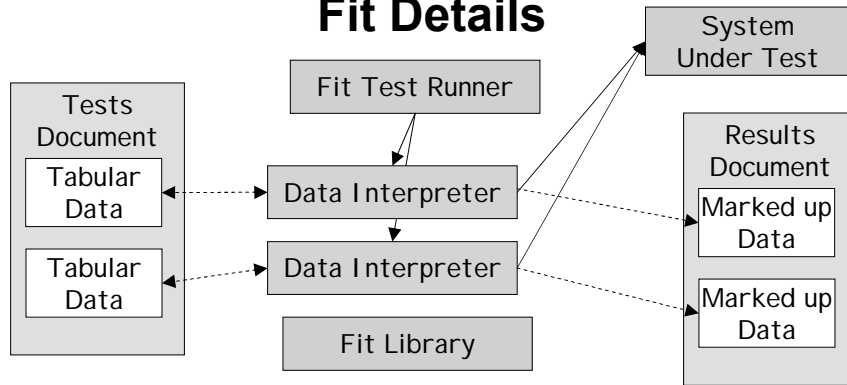 Fit Details
System
Under Test
Fit Test Runner
Tests
Document
Tabular
Data
Tabular
Data
Data Interpreter
Data Interpreter
Fit Library
Results
Document
Marked up
Data
Marked up
Data